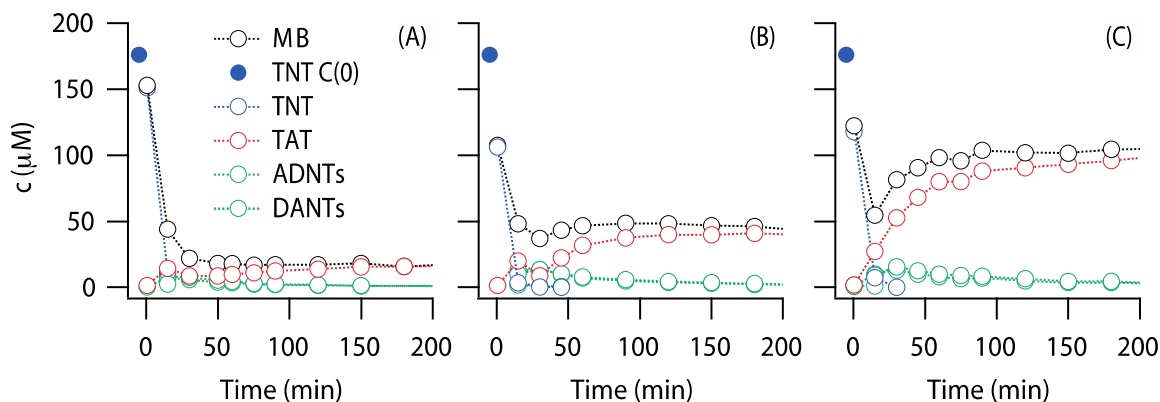 200
150
100
50
0
c (μM)
MB
TNT C(0)
TNT
TAT
ADNTs
DANTs
(A)
(B)
(C)
0 50 100 150 200
0 50 100 150 200
0 50 100 150 200
Time (min)
Time (min)
Time (min)